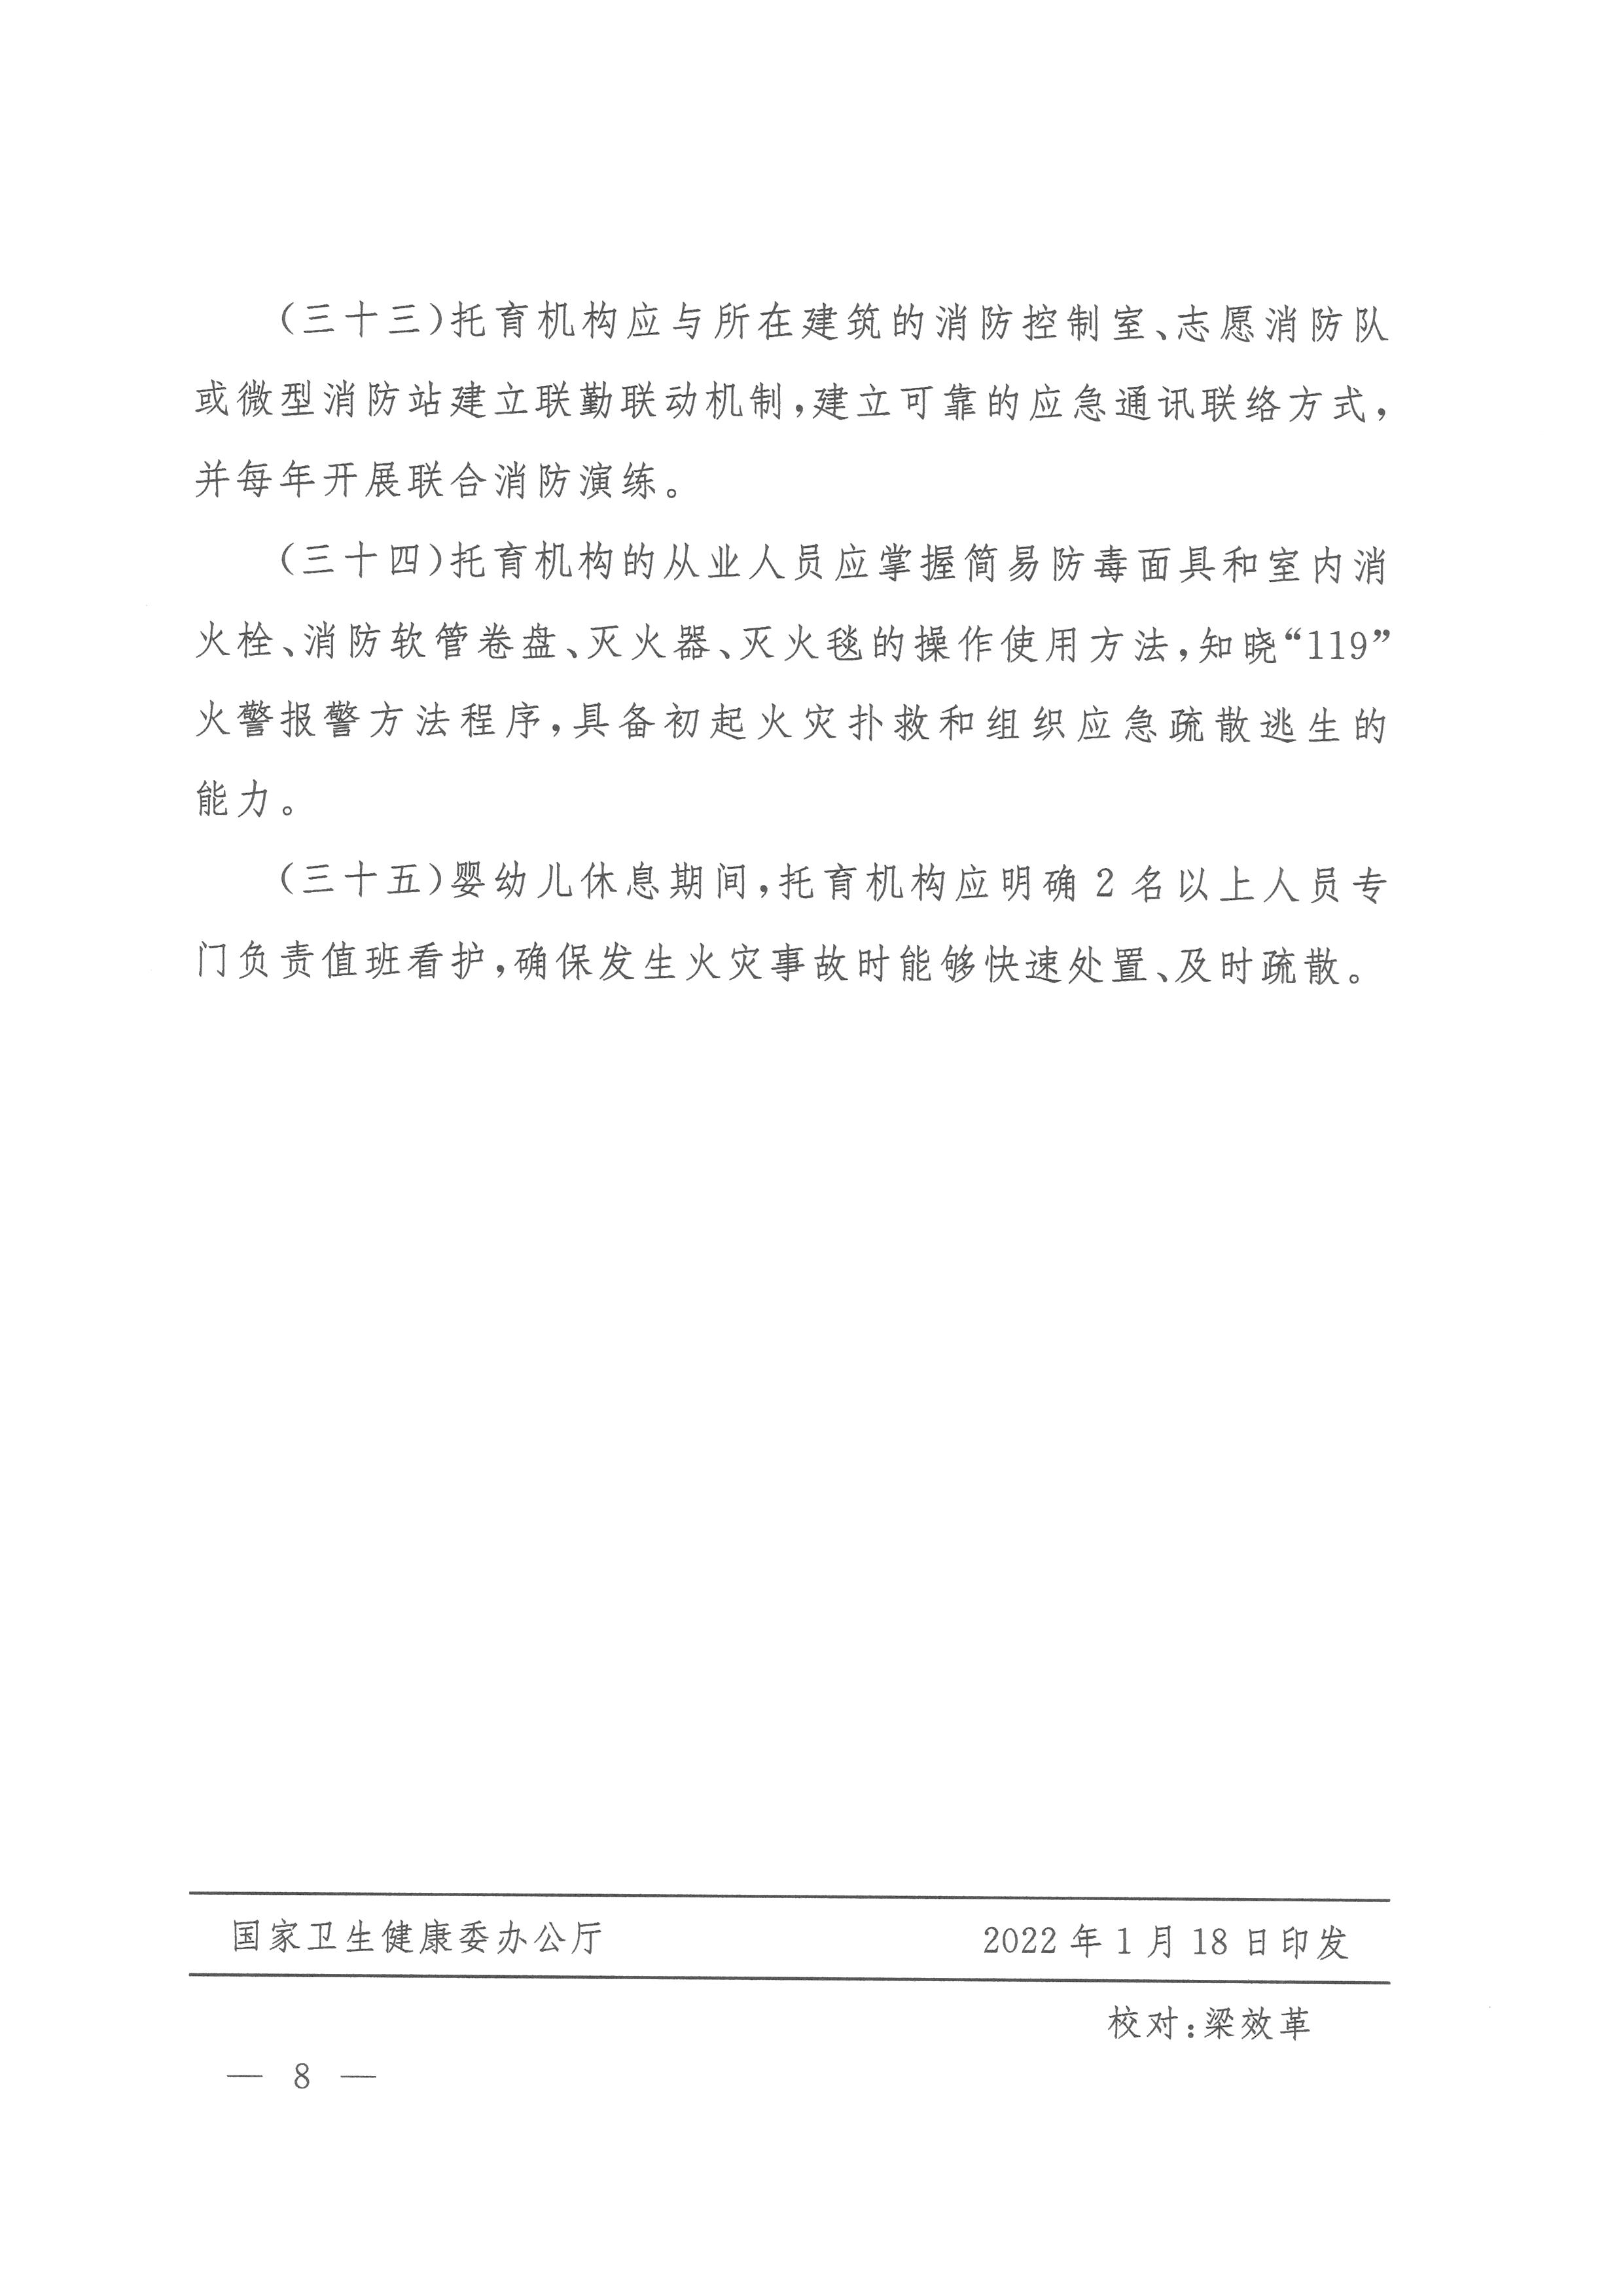 （三十三）托育机构应与所在建筑的消防控制室、志愿消防队
或微型消防站建立联勤联动机制，建立可靠的应急通讯联络方式，
并每年开展联合消防演练。
（三十四）托育机构的从业人员应掌握简易防毒面具和室内消
火栓、消防软管卷盘、灭火器、灭火毯的操作使用方法，知晓“119”
火警报警方法程序，具备初起火灾扑救和组织应急疏散逃生的
能力。
（三十五）婴幼儿休息期间，托育机构应明确 2 名以上人员专
门负责值班看护，确保发生火灾事故时能够快速处置、及时疏散。
国家卫生健康委办公厅 2022 年 1 月 18 日印发
校对：梁效革
— 8 —